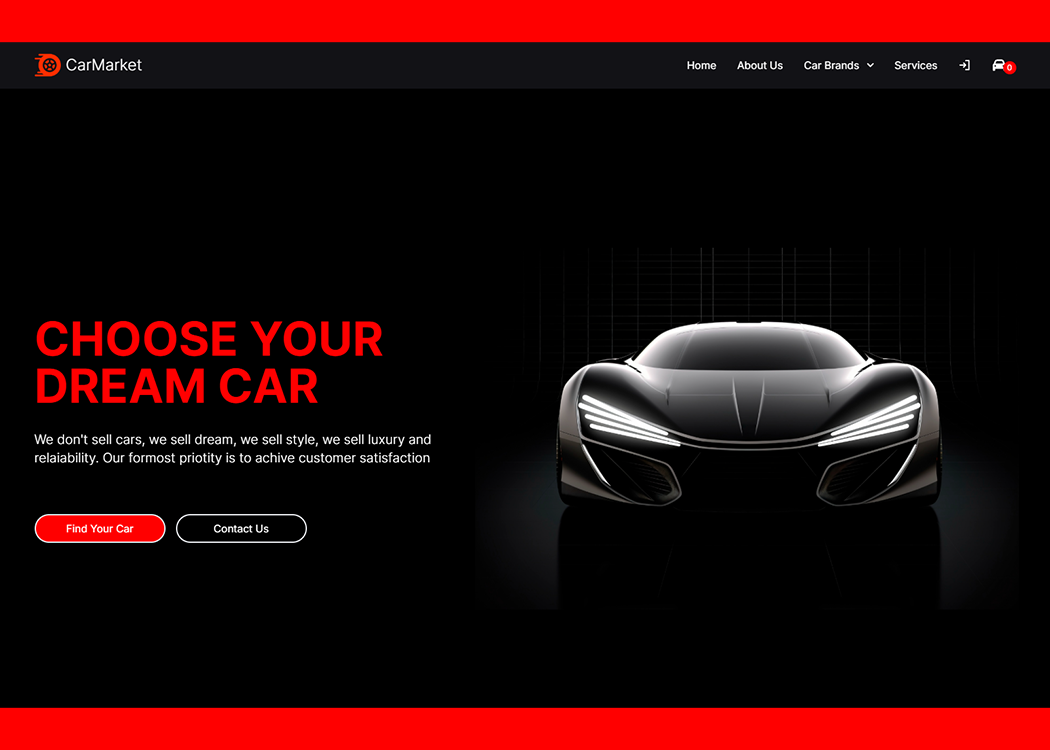 CarMarket
Home
About Us
Car Brands
Services
0
CHOOSE YOUR
DREAM CAR
We don't sell cars, we sell dream, we sell style, we sell luxury and
relaiability. Our formost priotity is to achive customer satisfaction
Find Your Car
Contact Us